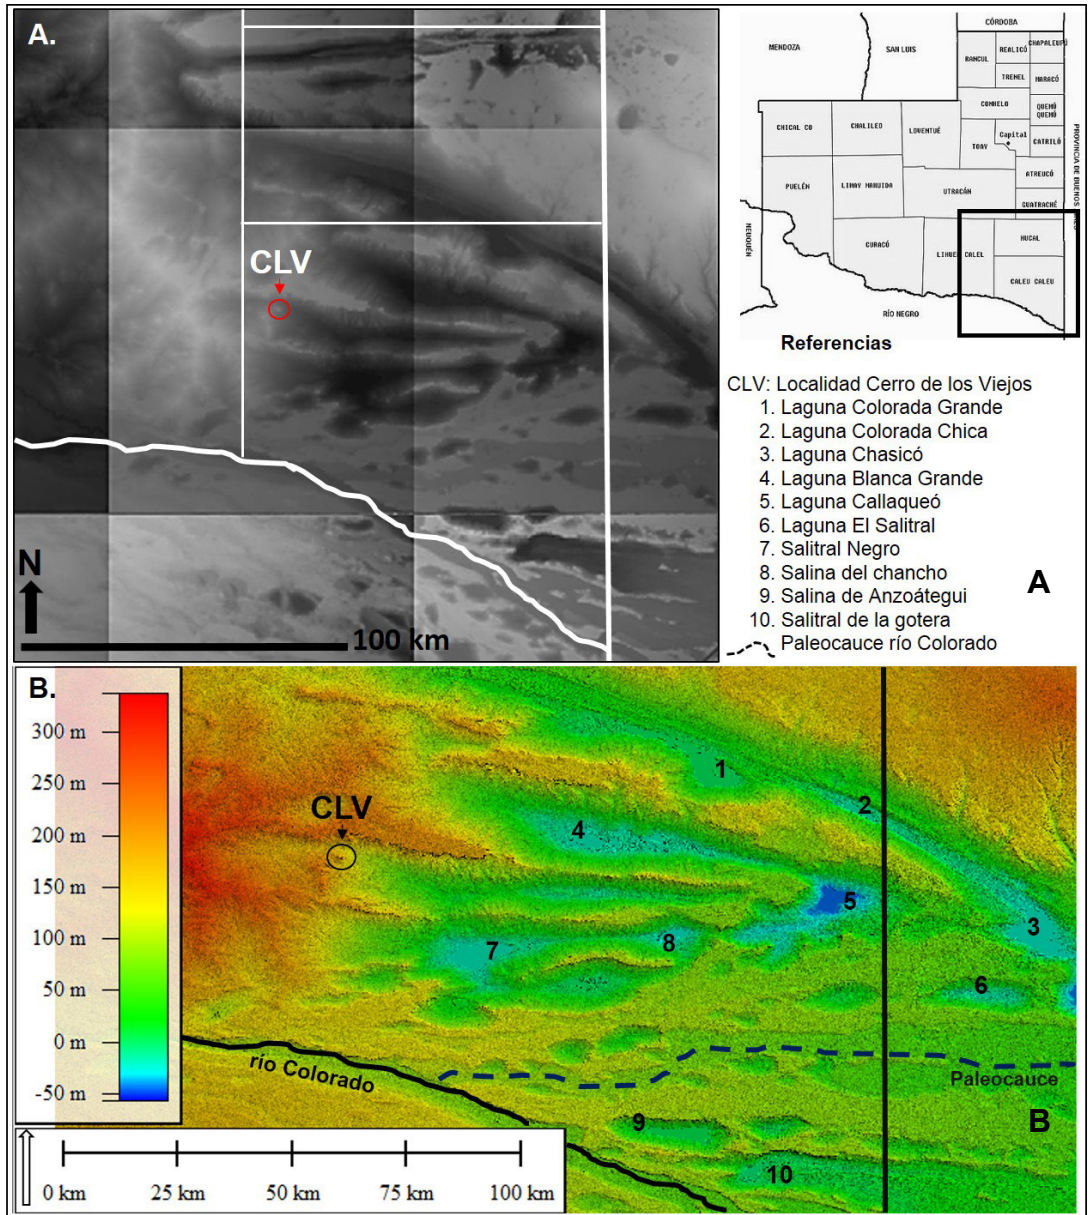 A.
CLV
N
100 km
CÓRDOBA
MENDOZA
SAN LUIS
RANCUL
REALICÓ
CHAPALEUFÚ
TRENEL
MARACÓ
CONHELO
QUEMÚ
QUEMÚ
CHICAL CO
CHALILEO
LOVENTUÉ
TOAY
Capital
CATRILÓ
PUELÉN
LIMAY MAHUIDA
UTRACÁN
ATREUCÓ
GUATRACHÉ
CURACÓ
LIHUEL CALEL
HUCAL
CALEU CALEU
NEUQUÉN
RÍO NEGRO
PROVINCIA DE BUENOS
Referencias
CLV: Localidad Cerro de los Viejos
1. Laguna Colorada Grande
2. Laguna Colorada Chica
3. Laguna Chasicó
4. Laguna Blanca Grande
5. Laguna Callaqueó
6. Laguna El Salitral
7. Salitral Negro
8. Salina del chancho
9. Salina de Anzoátegui
10. Salitral de la gotera
Paleocauce río Colorado
A
B.
300 m
250 m
200 m
150 m
100 m
50 m
0 m
-50 m
CLV
1
2
3
4
5
6
7
8
9
10
río Colorado
Paleocauce
B
0 km 25 km 50 km 75 km 100 km